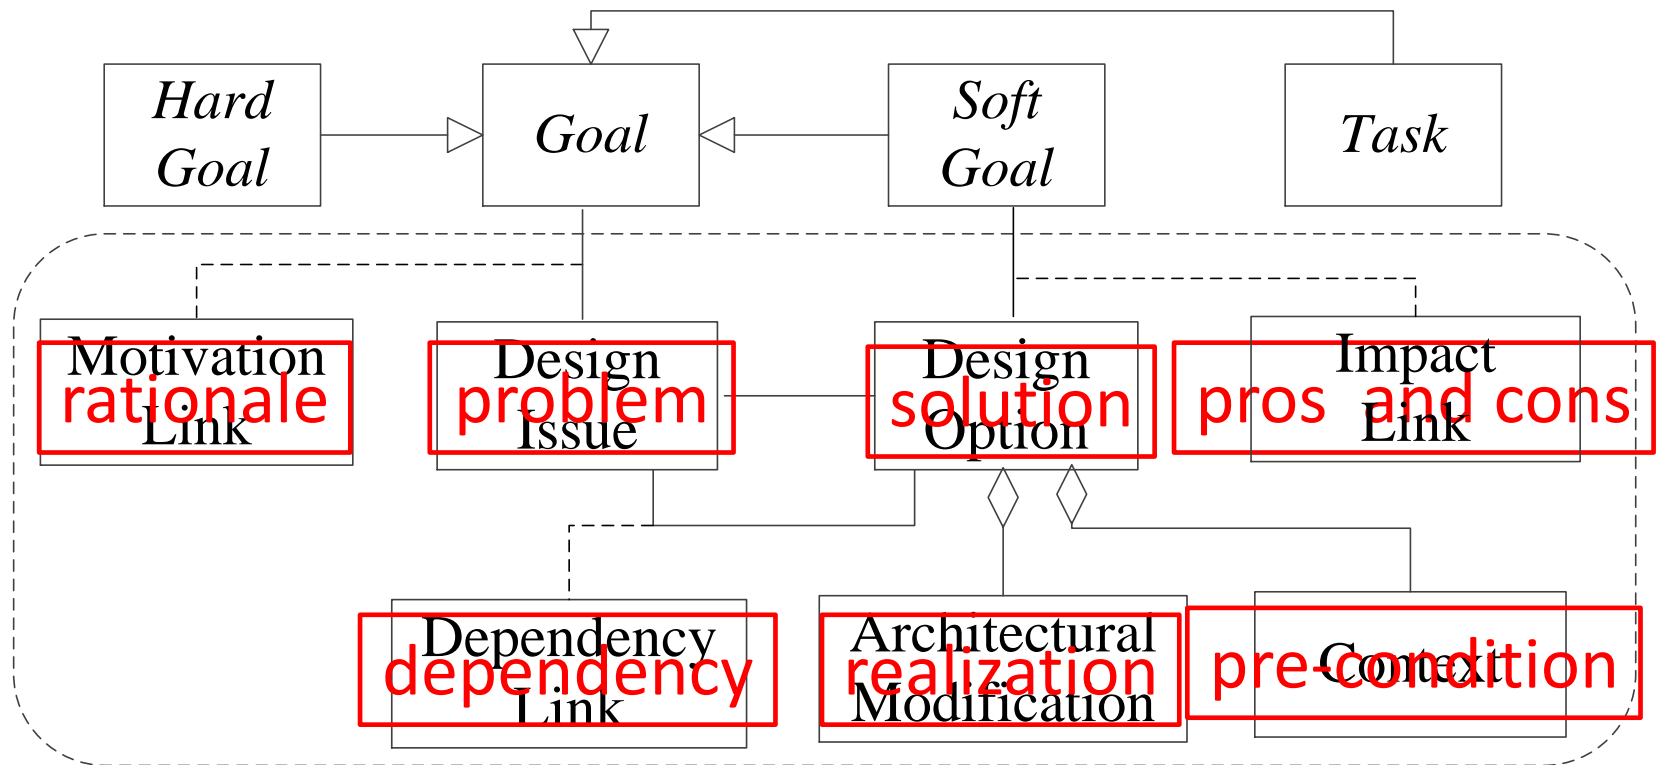 Hard
Goal
Goal
Soft
Goal
Task
Motivation
Link
rationale
Design
Issue
problem
Design
Option
solution
Impact
Link
pros and cons
Dependency
Link
dependency
Architectural
Modification
realization
Context
pre-condition